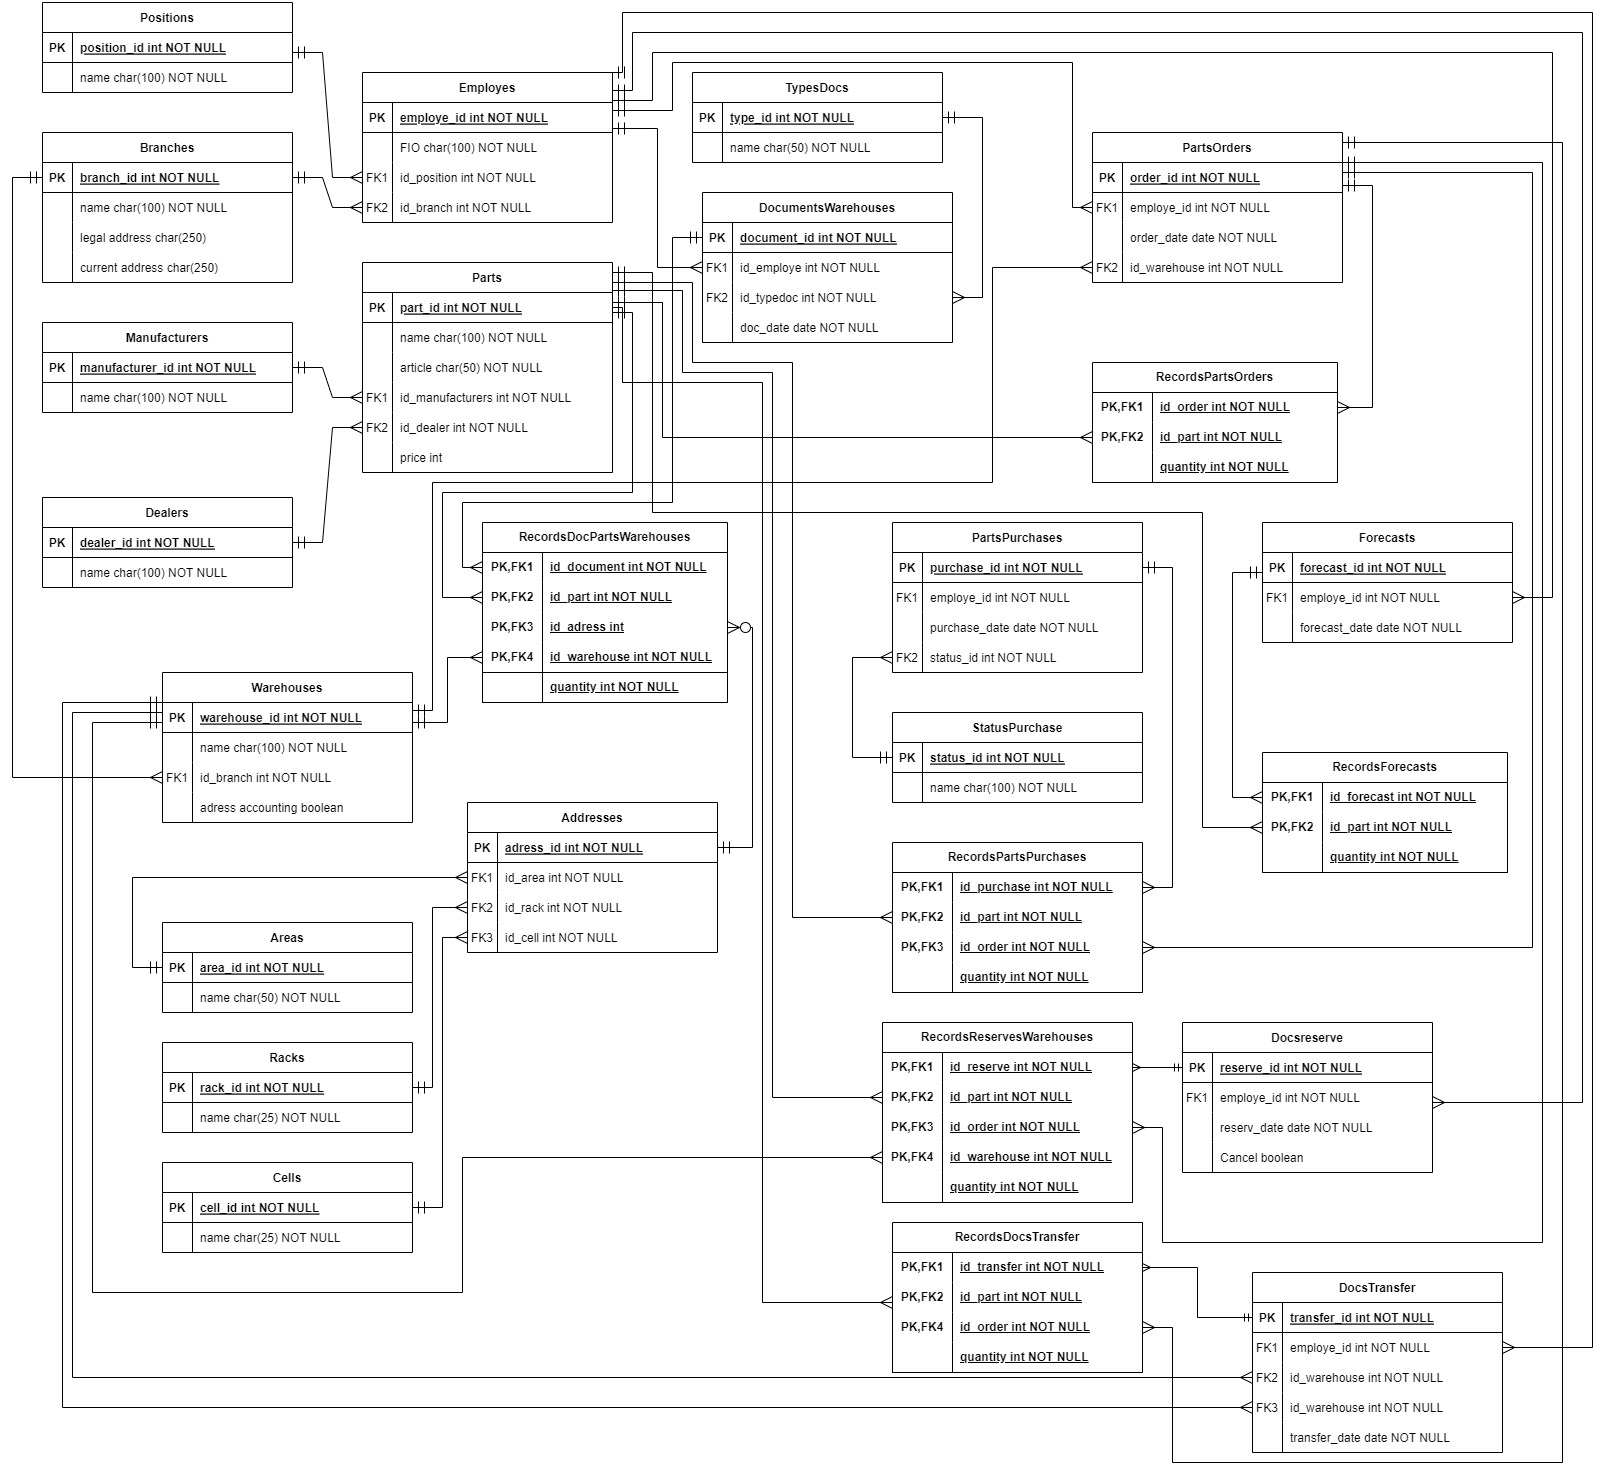 Positions
PK position_id int NOT NULL
name char(100) NOT NULL
Branches
PK branch_id int NOT NULL
name char(100) NOT NULL
legal address char(250)
current address char(250)
Manufacturers
PK manufacturer_id int NOT NULL
name char(100) NOT NULL
Dealers
PK dealer_id int NOT NULL
name char(100) NOT NULL
Employes
PK employe_id int NOT NULL
FIO char(100) NOT NULL
FK1 id_position int NOT NULL
FK2 id_branch int NOT NULL
Parts
PK part_id int NOT NULL
name char(100) NOT NULL
article char(50) NOT NULL
FK1 id_manufacturers int NOT NULL
FK2 id_dealer int NOT NULL
price int
TypesDocs
PK type_id int NOT NULL
name char(50) NOT NULL
DocumentsWarehouses
PK document_id int NOT NULL
FK1 id_employe int NOT NULL
FK2 id_typedoc int NOT NULL
doc_date date NOT NULL
PartsOrders
PK order_id int NOT NULL
FK1 employe_id int NOT NULL
order_date date NOT NULL
FK2 id_warehouse int NOT NULL
RecordsPartsOrders
PK,FK1 id_order int NOT NULL
PK,FK2 id_part int NOT NULL
quantity int NOT NULL
RecordsDocPartsWarehouses
PK,FK1 id_document int NOT NULL
PK,FK2 id_part int NOT NULL
PK,FK3 id_adress int
PK,FK4 id_warehouse int NOT NULL
quantity int NOT NULL
PartsPurchases
PK purchase_id int NOT NULL
FK1 employe_id int NOT NULL
purchase_date date NOT NULL
FK2 status_id int NOT NULL
Forecasts
PK forecast_id int NOT NULL
FK1 employe_id int NOT NULL
forecast_date date NOT NULL
Warehouses
PK warehouse_id int NOT NULL
name char(100) NOT NULL
FK1 id_branch int NOT NULL
adress accounting boolean
StatusPurchase
PK status_id int NOT NULL
name char(100) NOT NULL
RecordsForecasts
PK,FK1 id_forecast int NOT NULL
PK,FK2 id_part int NOT NULL
quantity int NOT NULL
Addresses
PK adress_id int NOT NULL
FK1 id_area int NOT NULL
FK2 id_rack int NOT NULL
FK3 id_cell int NOT NULL
RecordsPartsPurchases
PK,FK1 id_purchase int NOT NULL
PK,FK2 id_part int NOT NULL
PK,FK3 id_order int NOT NULL
quantity int NOT NULL
Areas
PK area_id int NOT NULL
name char(50) NOT NULL
Racks
PK rack_id int NOT NULL
name char(25) NOT NULL
Cells
PK cell_id int NOT NULL
name char(25) NOT NULL
RecordsReservesWarehouses
PK,FK1 id_reserve int NOT NULL
PK,FK2 id_part int NOT NULL
PK,FK3 id_order int NOT NULL
PK,FK4 id_warehouse int NOT NULL
quantity int NOT NULL
Docsreserve
PK reserve_id int NOT NULL
FK1 employe_id int NOT NULL
reserv_date date NOT NULL
Cancel boolean
RecordsDocsTransfer
PK,FK1 id_transfer int NOT NULL
PK,FK2 id_part int NOT NULL
PK,FK4 id_order int NOT NULL
quantity int NOT NULL
DocsTransfer
PK transfer_id int NOT NULL
FK1 employe_id int NOT NULL
FK2 id_warehouse int NOT NULL
FK3 id_warehouse int NOT NULL
transfer_date date NOT NULL